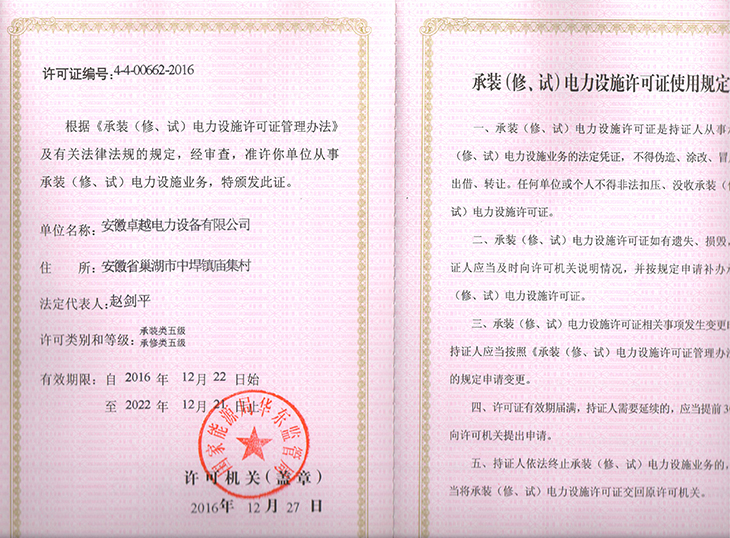 许可证编号:4-4-00662-2016
根据《承装(修、试)电力设施许可证管理办法》
及有关法律法规的规定,经审查,准许你单位从事
承装(修、试)电力设施业务,特颁发此证。
单位名称:安徽卓越电力设备有限公司
住 所:安徽省巢湖市中垾镇庙集村
法定代表人:赵剑平
许可类别和等级:承装类五级
承修类五级
有效期限:自 2016 年 12 月 22 日始
至 2022 年 12 月 21 日止
国家能源局华东监管局
许可机关(盖章)
2016年 12 月 27 日
承装(修、试)电力设施许可证使用规定
一、承装(修、试)电力设施许可证是持证人从事
(修、试)电力设施业务的法定凭证,不得伪造、涂改、冒
出借、转让。任何单位或个人不得非法扣压、没收承装(
试)电力设施许可证。
二、承装(修、试)电力设施许可证如有遗失、损毁
证人应当及时向许可机关说明情况,并按规定申请补办
(修、试)电力设施许可证。
三、承装(修、试)电力设施许可证相关事项发生变更
持证人应当按照《承装(修、试)电力设施许可证管理办
的规定申请变更。
四、许可证有效期届满,持证人需要延续的,应当提前3
向许可机关提出申请。
五、持证人依法终止承装(修、试)电力设施业务的,
当将承装(修、试)电力设施许可证交回原许可机关。